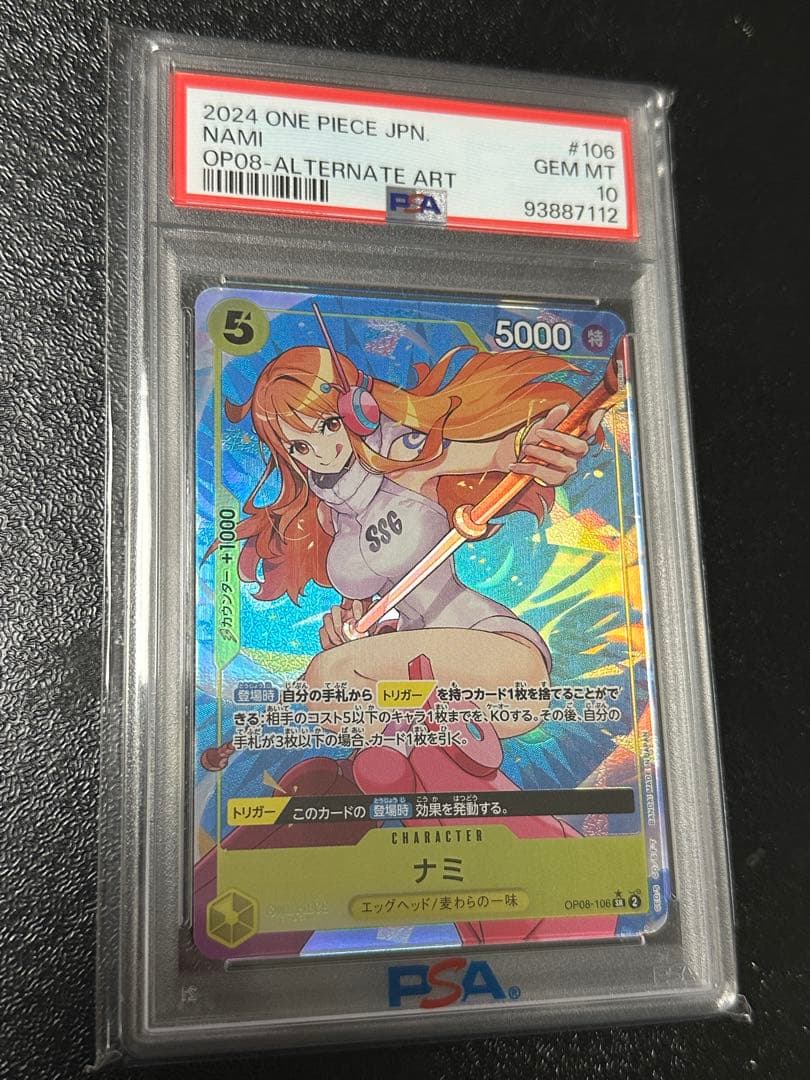 2024 ONE PIECE JPN.
#106
NAMI
GEM MT
OP08-ALTERNATE ART
10
PSA
93887112
5
5000
特
カウンター +1000
SSG
登場時 自分の手札から トリガー を持つカード1枚を捨てることがで
きる:相手のコスト5以下のキャラ1枚までを、KOする。その後、自分の
手札が3枚以下の場合、カード1枚を引く。
トリガー このカードの 登場時 効果を発動する。
CHARACTER
ナミ
エッグヘッド/麦わらの一味
OP08-106 SR 2
BANDAI MADE IN JAPAN
PSA®